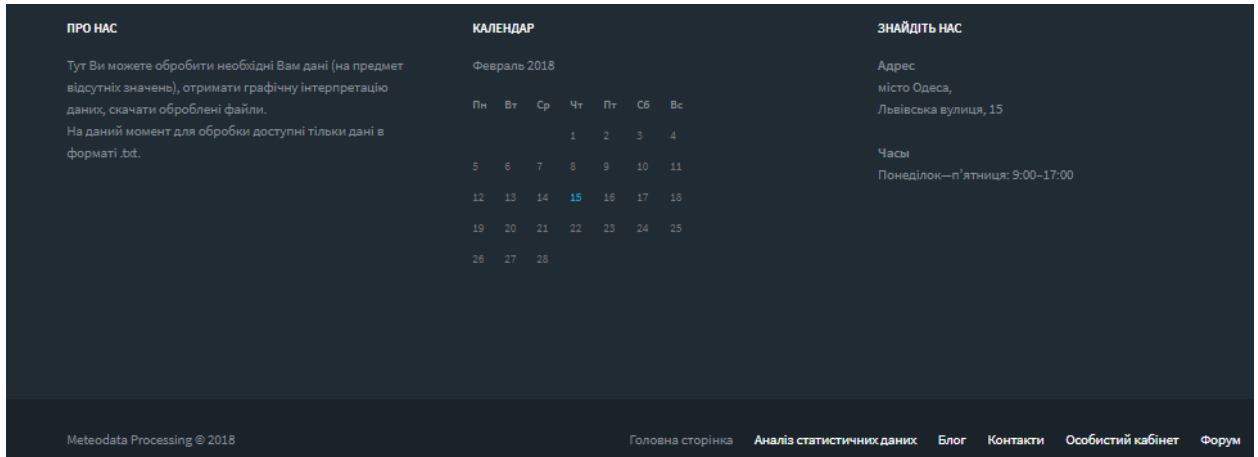 ПРО НАС
Тут Ви можете обробити необхідні Вам дані (на предмет
відсутніх значень), отримати графічну інтерпретацію
даних, скачати оброблені файли.
На даний момент для обробки доступні тільки дані в
форматі .txt.
КАЛЕНДАР
Февраль 2018
Пн Вт Ср Чт Пт Сб Вс
1 2 3 4
5 6 7 8 9 10 11
12 13 14 15 16 17 18
19 20 21 22 23 24 25
26 27 28
ЗНАЙДІТЬ НАС
Адрес
місто Одеса,
Львівська вулиця, 15
Часы
Понеділок—п’ятниця: 9:00–17:00
Meteodata Processing © 2018
Головна сторінка Аналіз статистичних даних Блог Контакти Особистий кабінет Форум